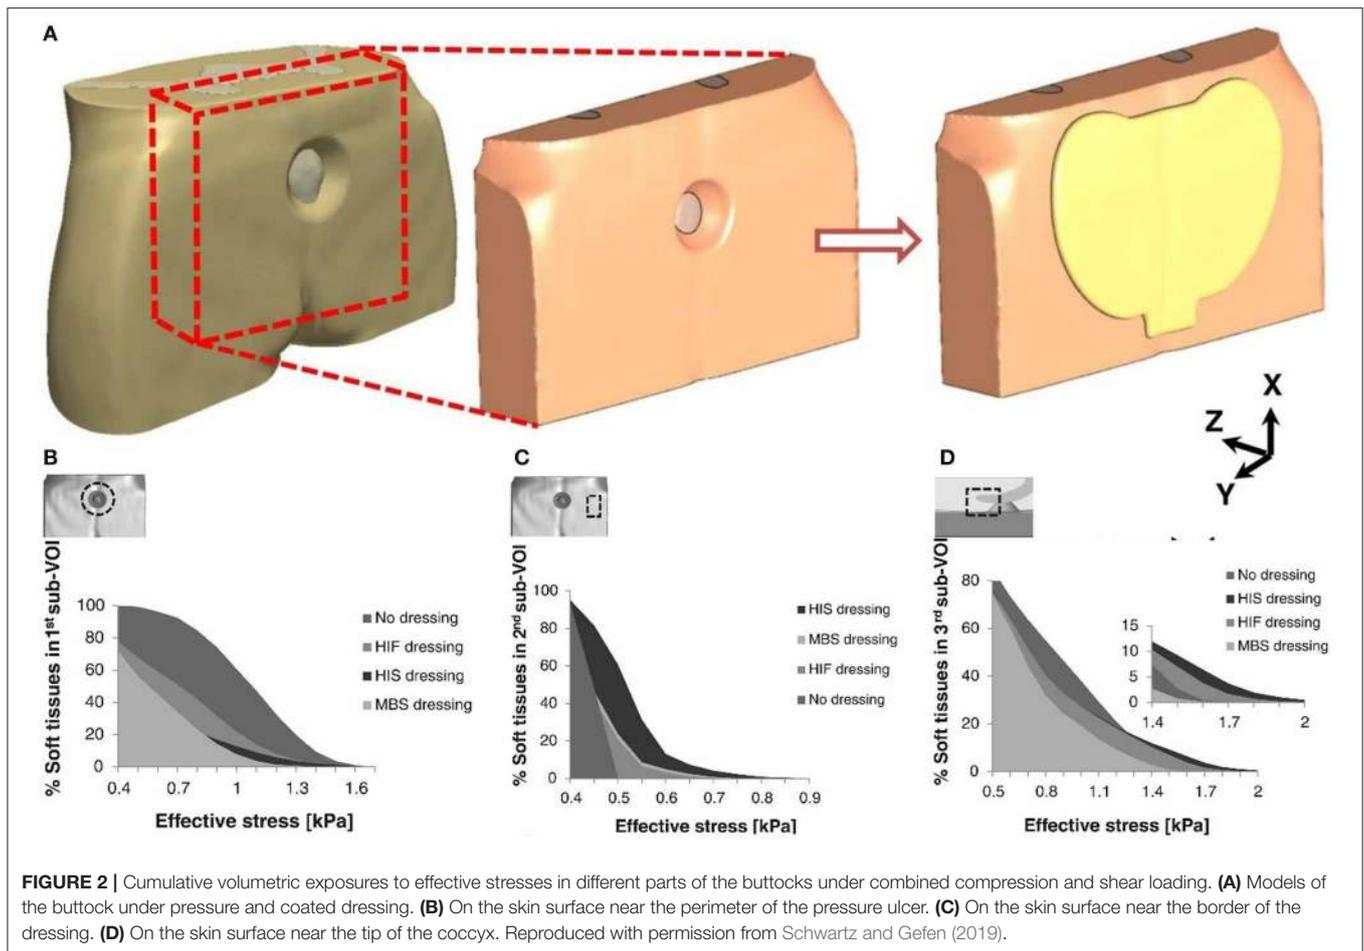 A
X
Z
Y
B
% Soft tissues in 1st sub-VOI
100
80
60
40
20
0
0.4 0.7 1 1.3 1.6
Effective stress [kPa]
No dressing
HIF dressing
HIS dressing
MBS dressing
C
% Soft tissues in 2nd sub-VOI
100
80
60
40
20
0
0.4 0.5 0.6 0.7 0.8 0.9
Effective stress [kPa]
HIS dressing
MBS dressing
HIF dressing
No dressing
D
% Soft tissues in 3rd sub-VOI
80
60
40
20
0
0.5 0.8 1.1 1.4 1.7 2
Effective stress [kPa]
15
10
5
0
1.4 1.7 2
No dressing
HIS dressing
HIF dressing
MBS dressing
FIGURE 2 | Cumulative volumetric exposures to effective stresses in different parts of the buttocks under combined compression and shear loading. (A) Models of
the buttock under pressure and coated dressing. (B) On the skin surface near the perimeter of the pressure ulcer. (C) On the skin surface near the border of the
dressing. (D) On the skin surface near the tip of the coccyx. Reproduced with permission from Schwartz and Gefen (2019).